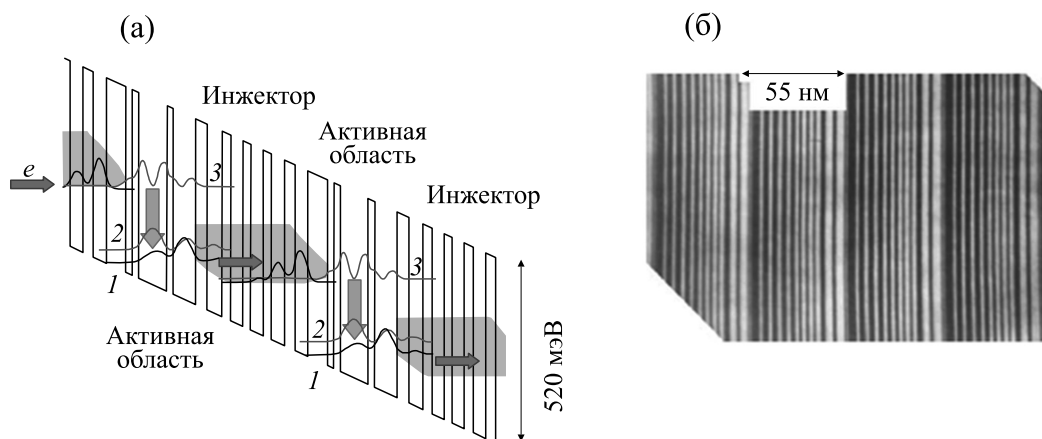 (а)
(б)
Инжектор
55 нм
Активная
область
Инжектор
e
3
2
1
3
Активная
область
2
1
520 мэВ